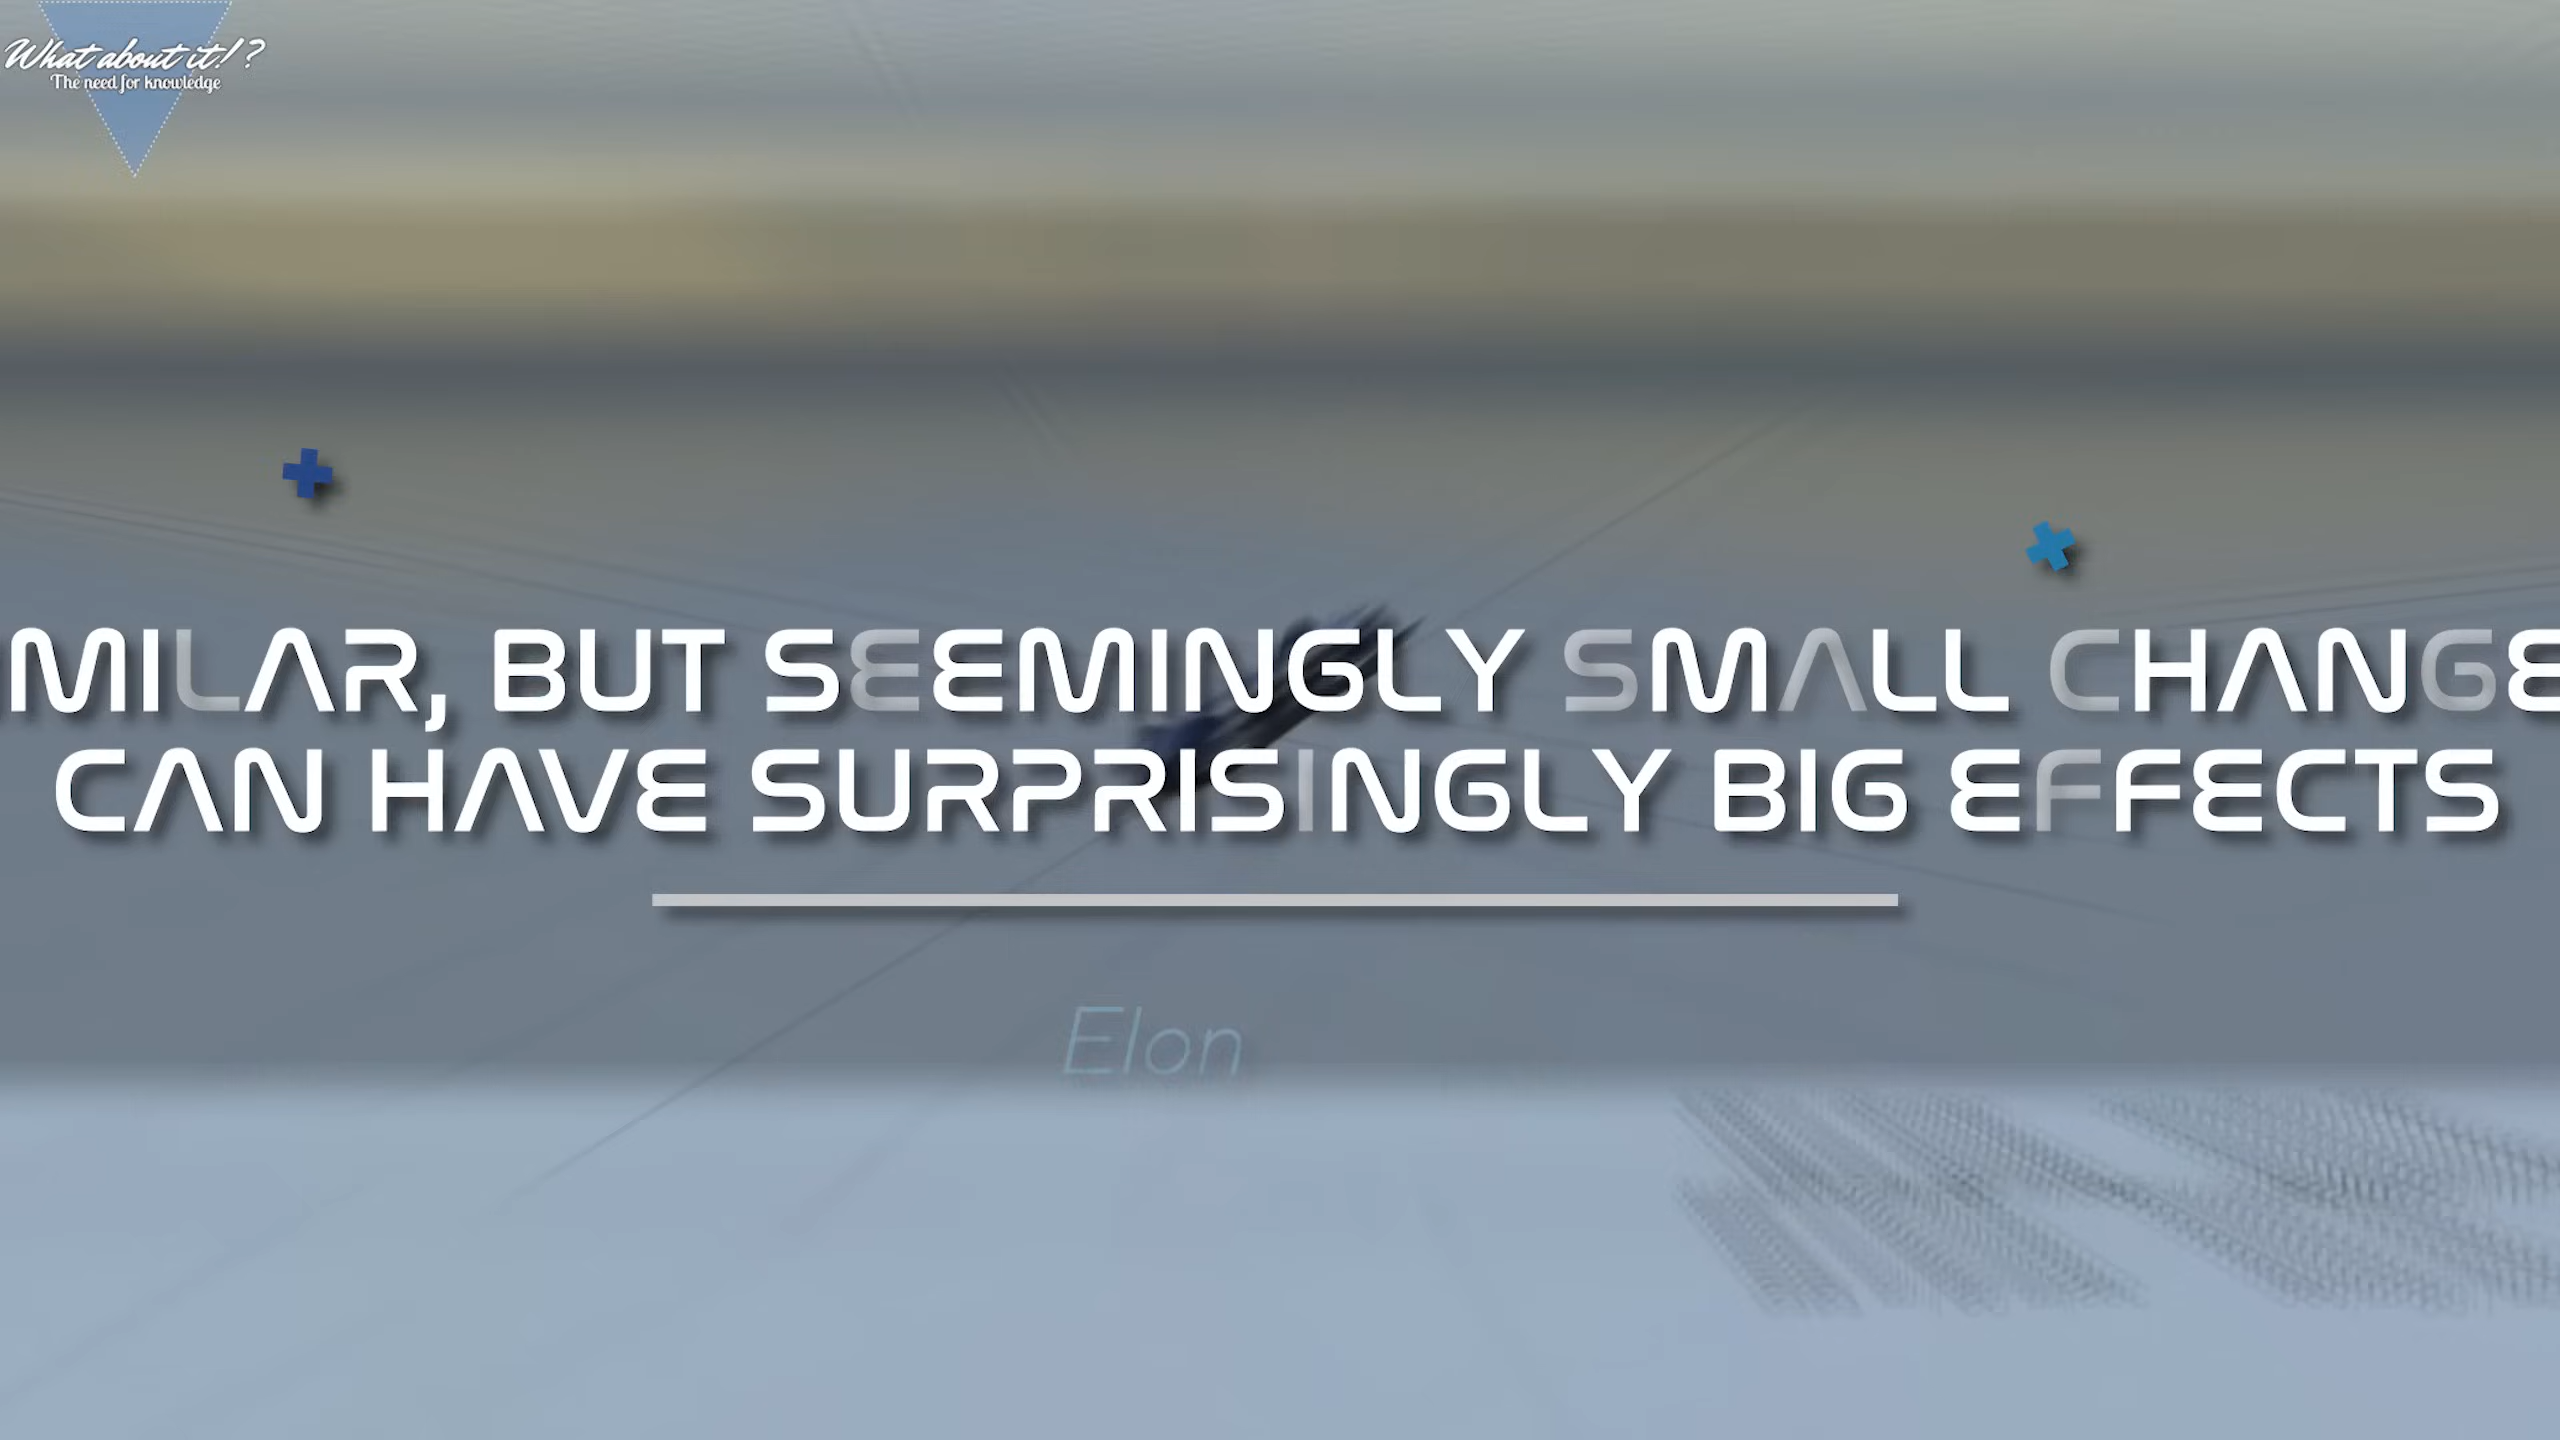 What about it!?
The need for knowledge
MILAR, BUT SEEMINGLY SMALL CHANGE
CAN HAVE SURPRISINGLY BIG EFFECTS
Elon